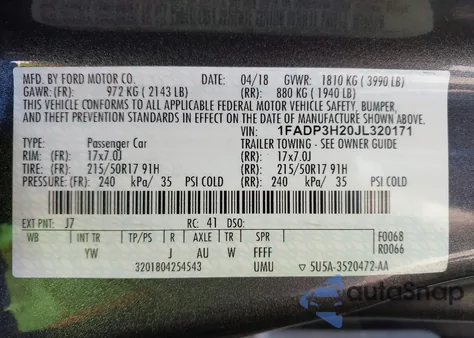 MFD. BY FORD MOTOR CO. DATE: 04/18 GVWR: 1810 KG ( 3990 LB)
GAWR: (FR): 972 KG ( 2143 LB) (RR): 880 KG ( 1940 LB)
THIS VEHICLE CONFORMS TO ALL APPLICABLE FEDERAL MOTOR VEHICLE SAFETY, BUMPER,
AND THEFT PREVENTION STANDARDS IN EFFECT ON THE DATE OF MANUFACTURE SHOWN ABOVE.
VIN: 1FADP3H20JL320171
TYPE: Passenger Car TRAILER TOWING - SEE OWNER GUIDE
RIM: (FR): 17x7.0J (RR): 17x7.0J
TIRE: (FR): 215/50R17 91H (RR): 215/50R17 91H
PRESSURE: (FR): 240 kPa/ 35 PSI COLD (RR): 240 kPa/ 35 PSI COLD
EXT PNT: J7 RC: 41 DSO:
WB INT TR TP/PS R AXLE TR SPR F0068
YW J AU W FFFF R0066
3201804254543 UMU ▽ 5U5A-3520472-AA
autoSnap